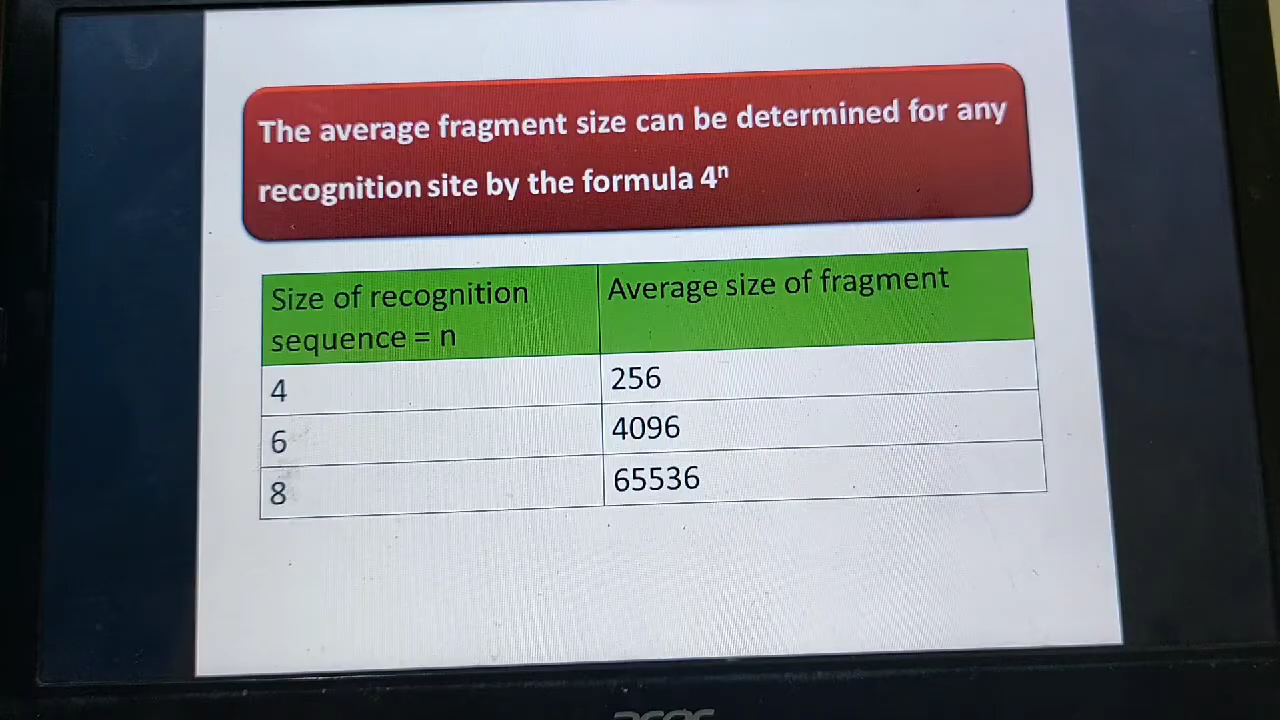 The average fragment size can be determined for any
recognition site by the formula 4ⁿ
Size of recognition
sequence = n
Average size of fragment
4
256
6
4096
8
65536
acer